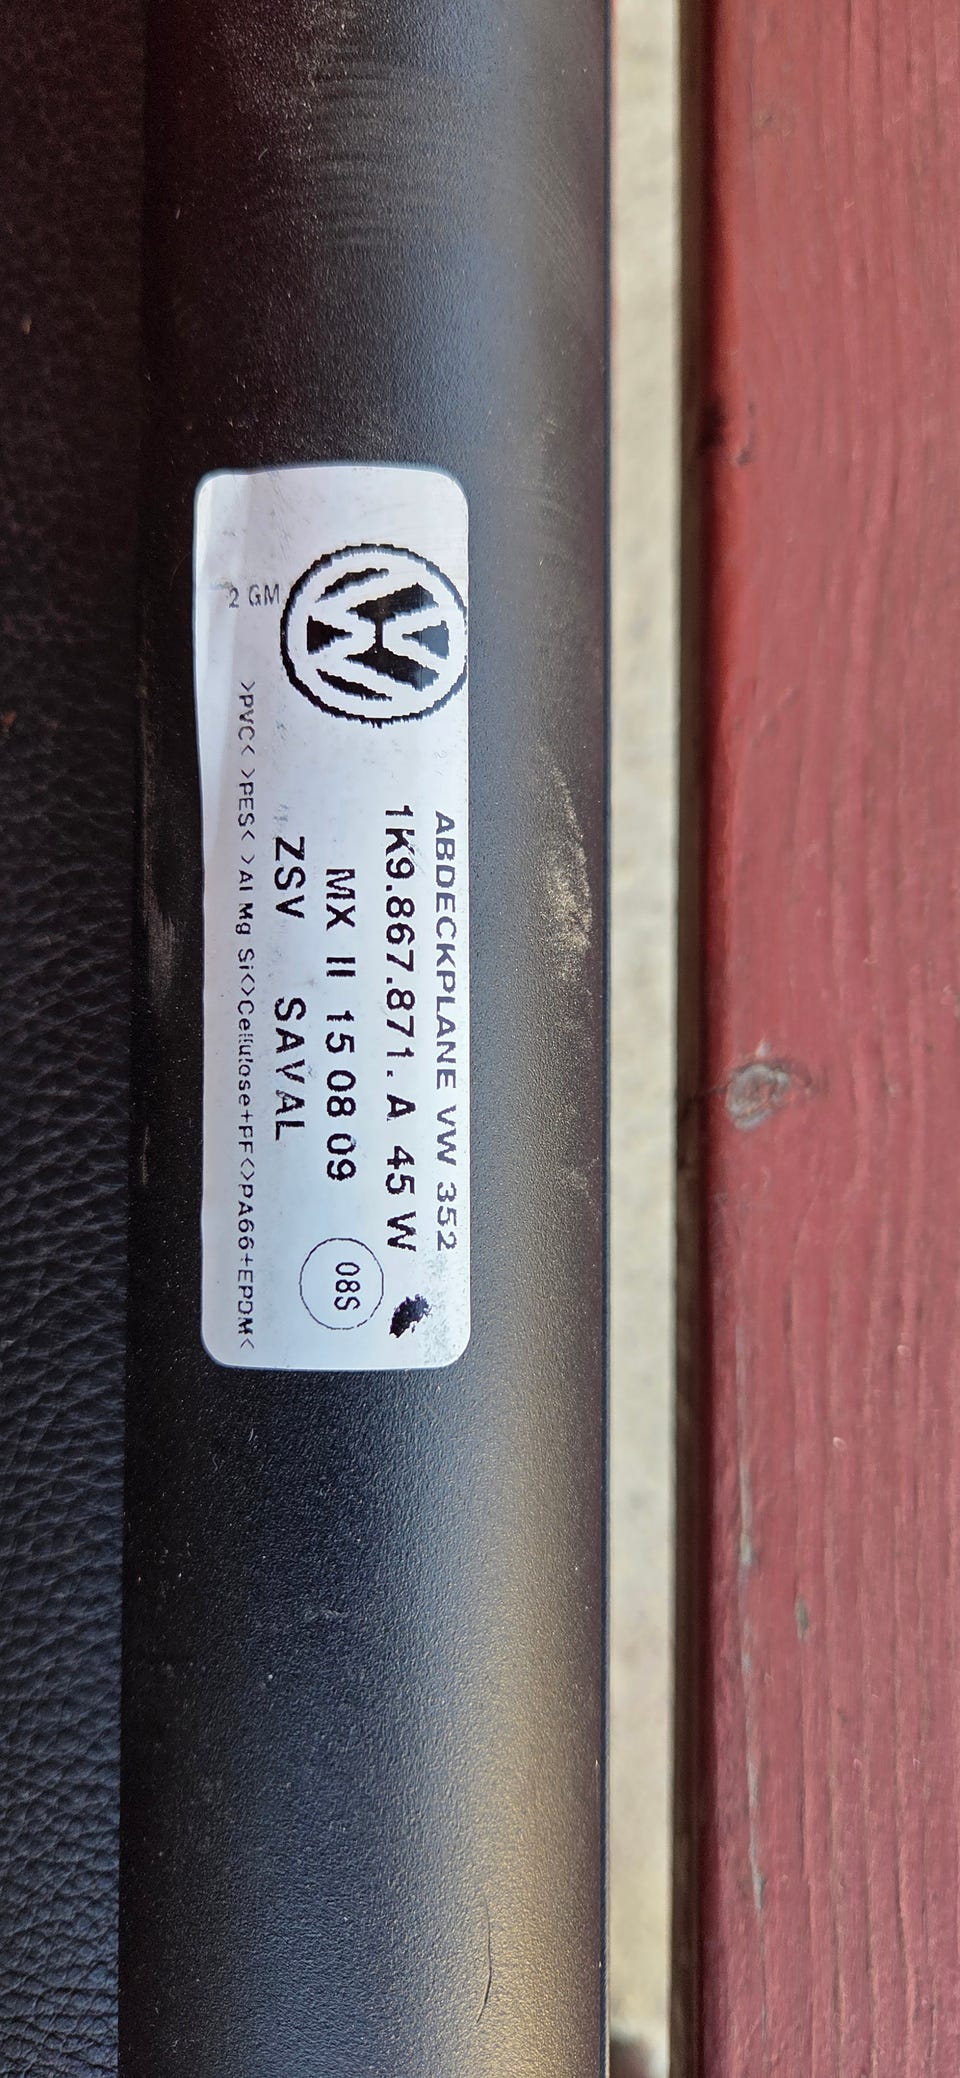 ABDECKPLANE VW 352
1K9.867.871. A 45 W
MX II 15 08 09
08S
ZSV SAVAL
2 GM
>PVC< >PES< >Al Mg Si<>Cellulose+PF<>PA66+EPDM<